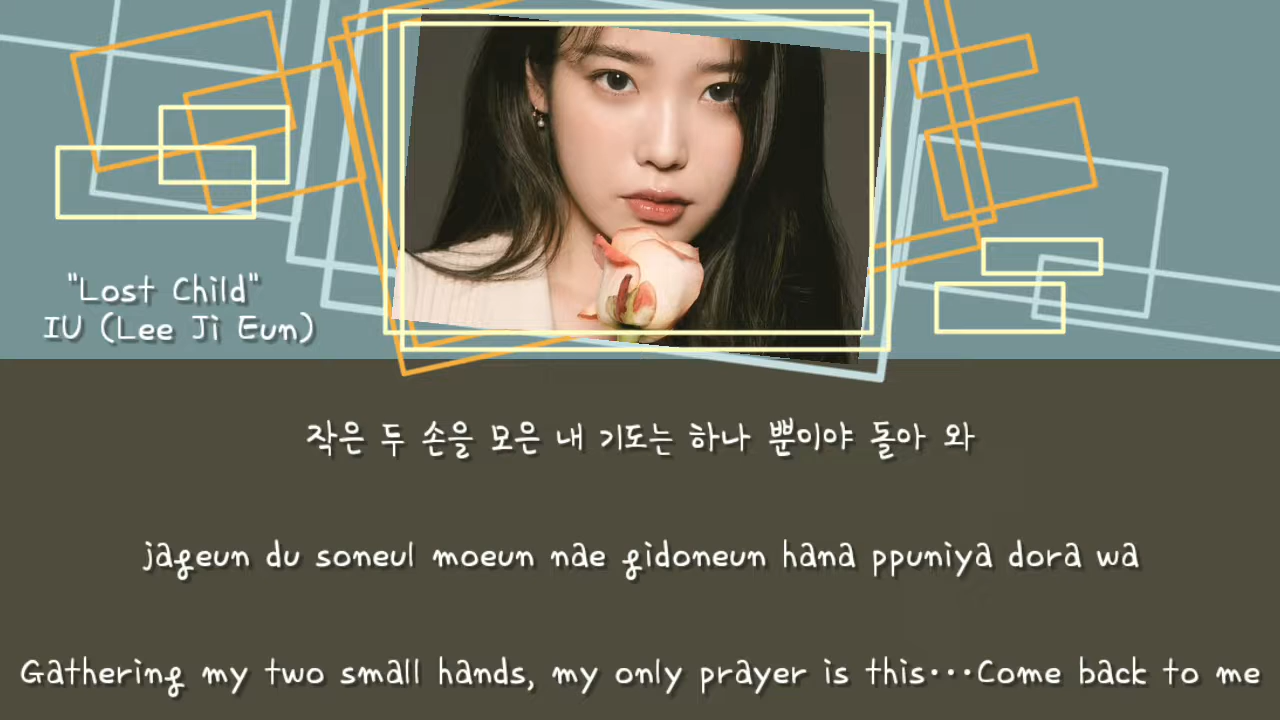 "Lost Child"
IU (Lee Ji Eun)
작은 두 손을 모은 내 기도는 하나 뿐이야 돌아 와
jageun du soneul moeun nae gidoneun hana ppuniya dora wa
Gathering my two small hands, my only prayer is this···Come back to me